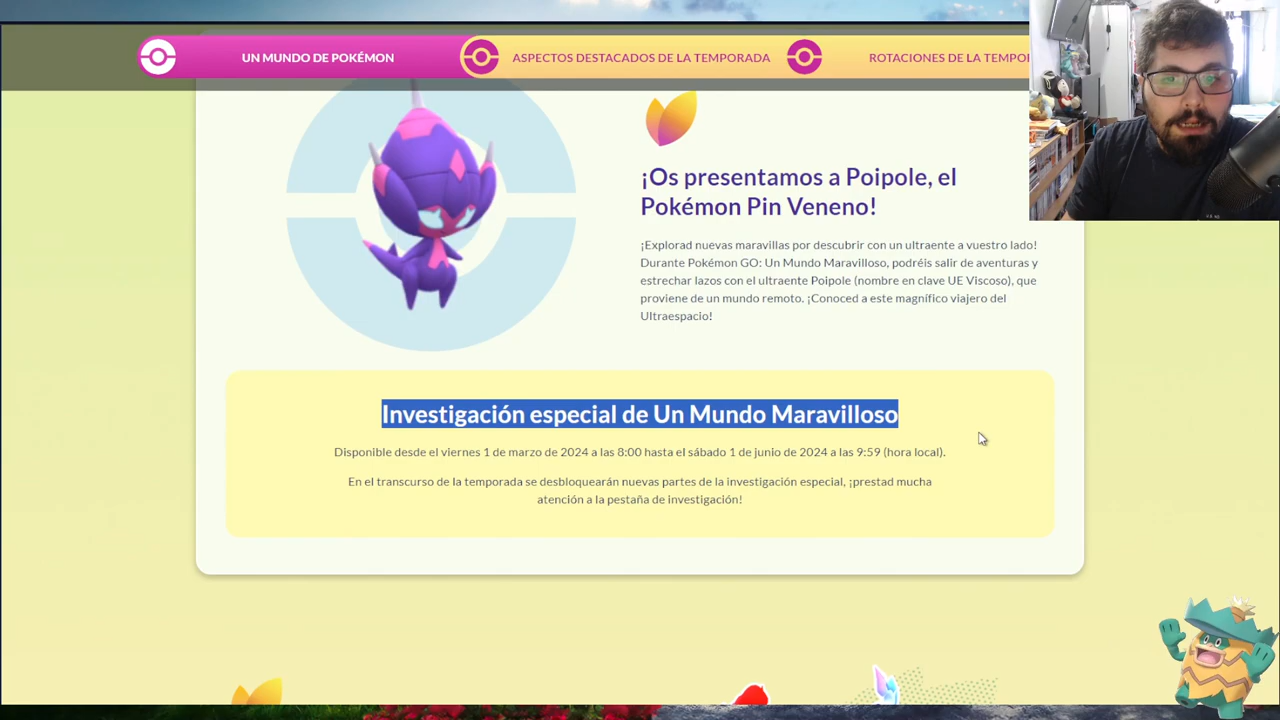 UN MUNDO DE POKÉMON
ASPECTOS DESTACADOS DE LA TEMPORADA
ROTACIONES DE LA TEMPO
¡Os presentamos a Poipole, el
Pokémon Pin Veneno!
¡Explorad nuevas maravillas por descubrir con un ultraente a vuestro lado!
Durante Pokémon GO: Un Mundo Maravilloso, podréis salir de aventuras y
estrechar lazos con el ultraente Poipole (nombre en clave UE Viscoso), que
proviene de un mundo remoto. ¡Conoced a este magnífico viajero del
Ultraespacio!
Investigación especial de Un Mundo Maravilloso
Disponible desde el viernes 1 de marzo de 2024 a las 8:00 hasta el sábado 1 de junio de 2024 a las 9:59 (hora local).
En el transcurso de la temporada se desbloquearán nuevas partes de la investigación especial, ¡prestad mucha
atención a la pestaña de investigación!